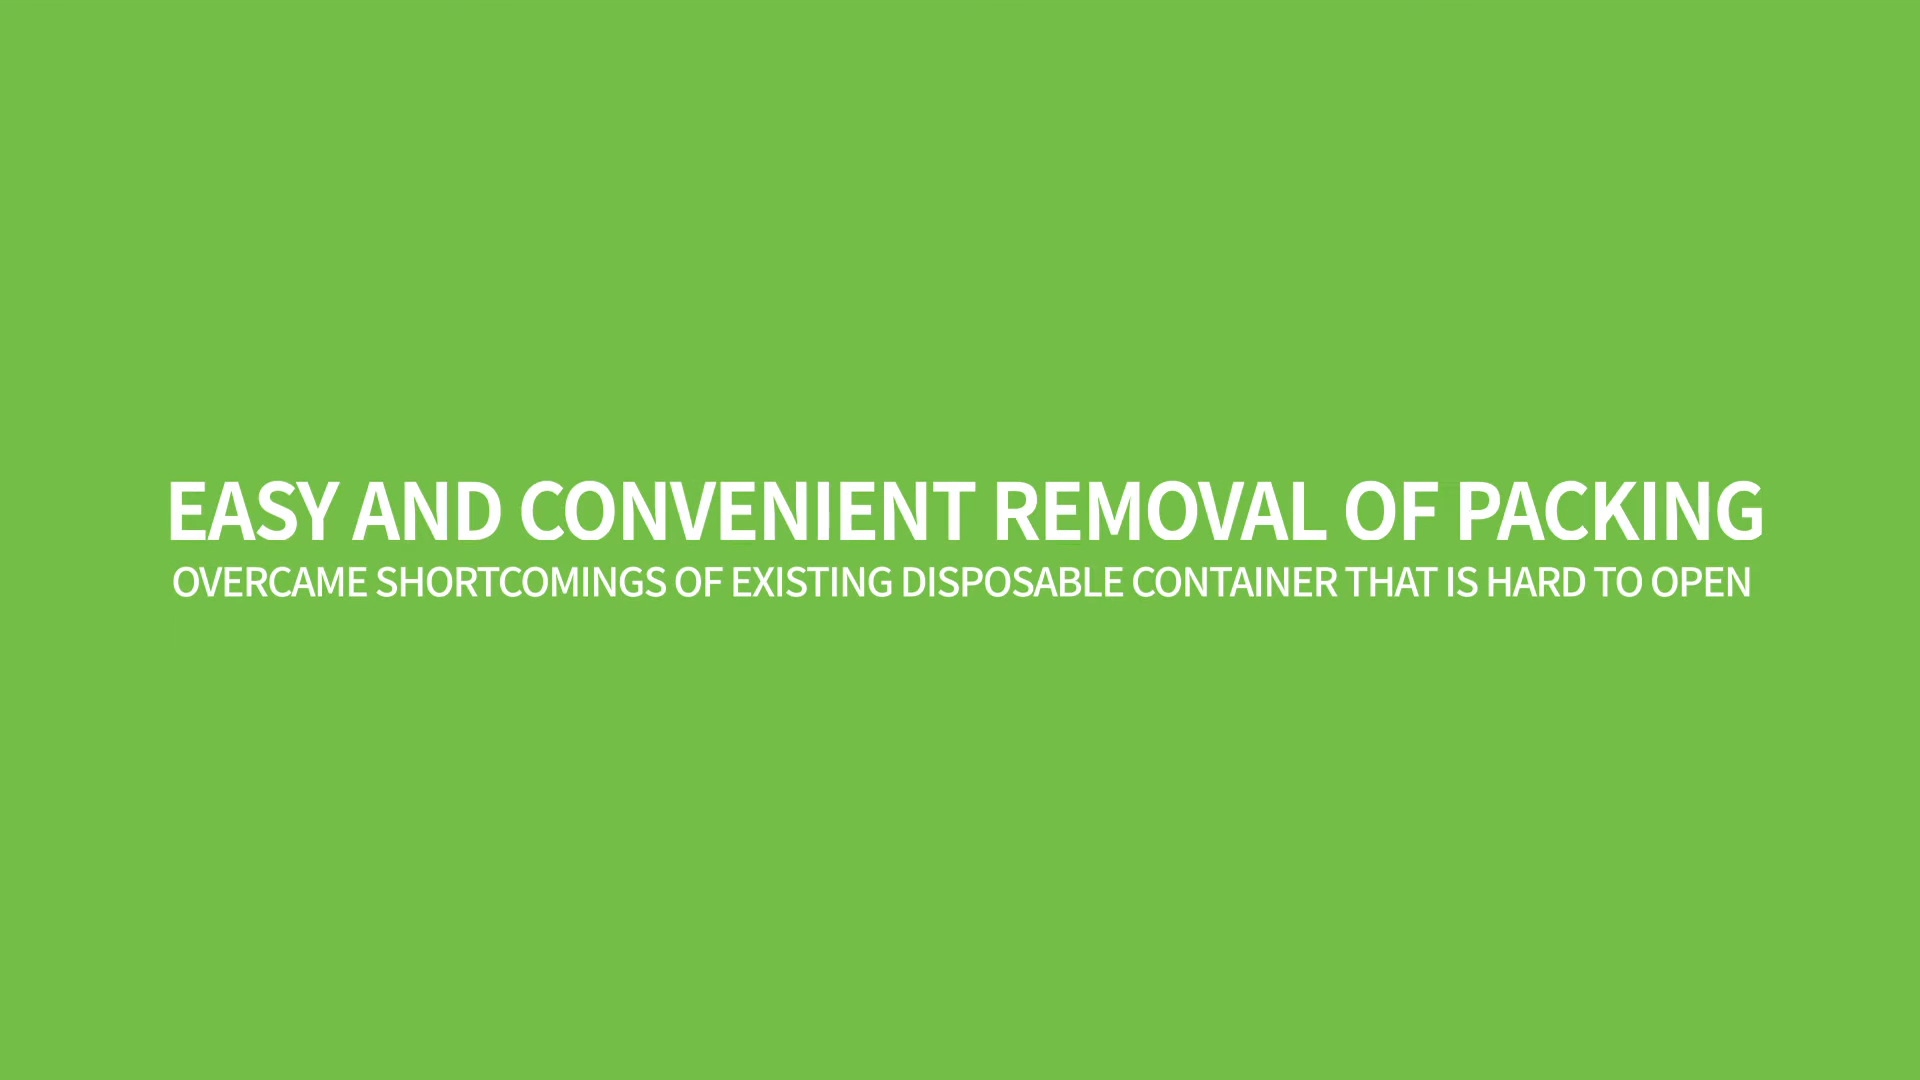 EASY AND CONVENIENT REMOVAL OF PACKING
OVERCAME SHORTCOMINGS OF EXISTING DISPOSABLE CONTAINER THAT IS HARD TO OPEN